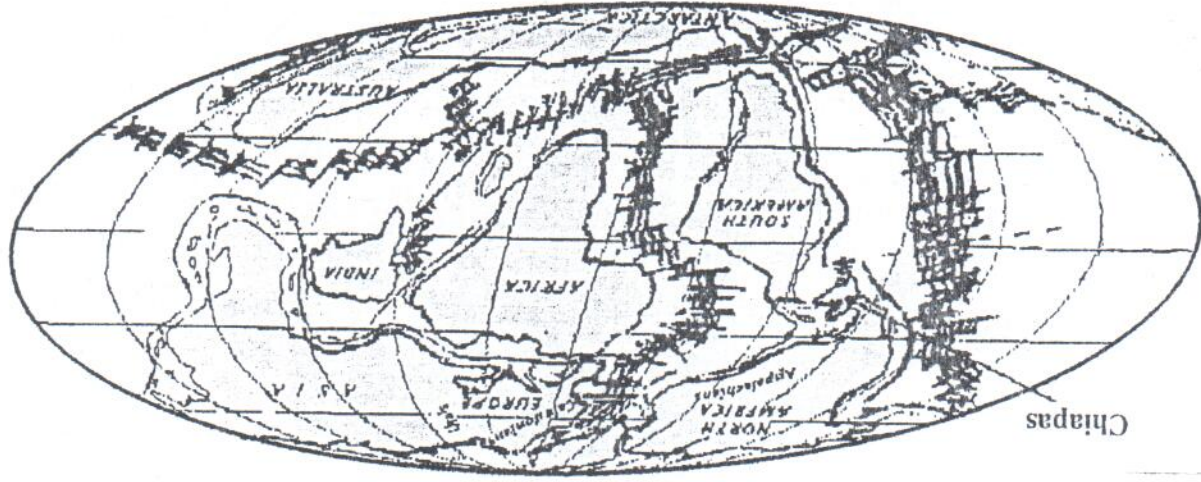 Chiapas
NORTH
AMERICA
Appalachians
EUROPE
ASIA
AFRICA
INDIA
SOUTH
AMERICA
AUSTRALIA
ANTARCTICA